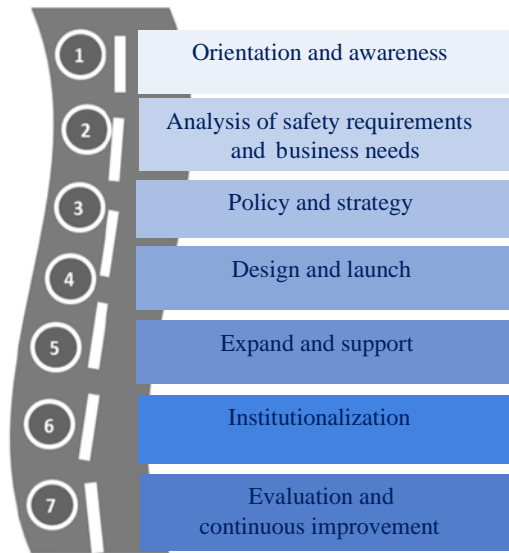 1
Orientation and awareness
2
Analysis of safety requirements
and business needs
3
Policy and strategy
4
Design and launch
5
Expand and support
6
Institutionalization
7
Evaluation and
continuous improvement